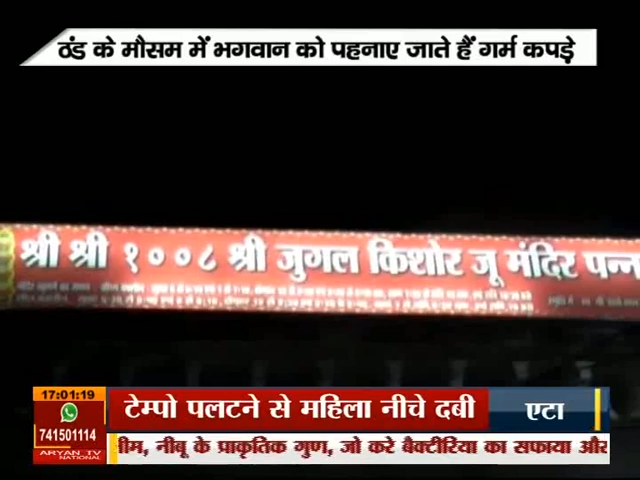 ठंड के मौसम में भगवान को पहनाए जाते हैं गर्म कपड़े
श्री श्री १००८ श्री जुगल किशोर जू मंदिर पन्न
17:01:19
741501114
ARYAN TV
NATIONAL
टेम्पो पलटने से महिला नीचे दबी
एटा
नीम, नीबू के प्राकृतिक गुण, जो करे बैक्टीरिया का सफाया और